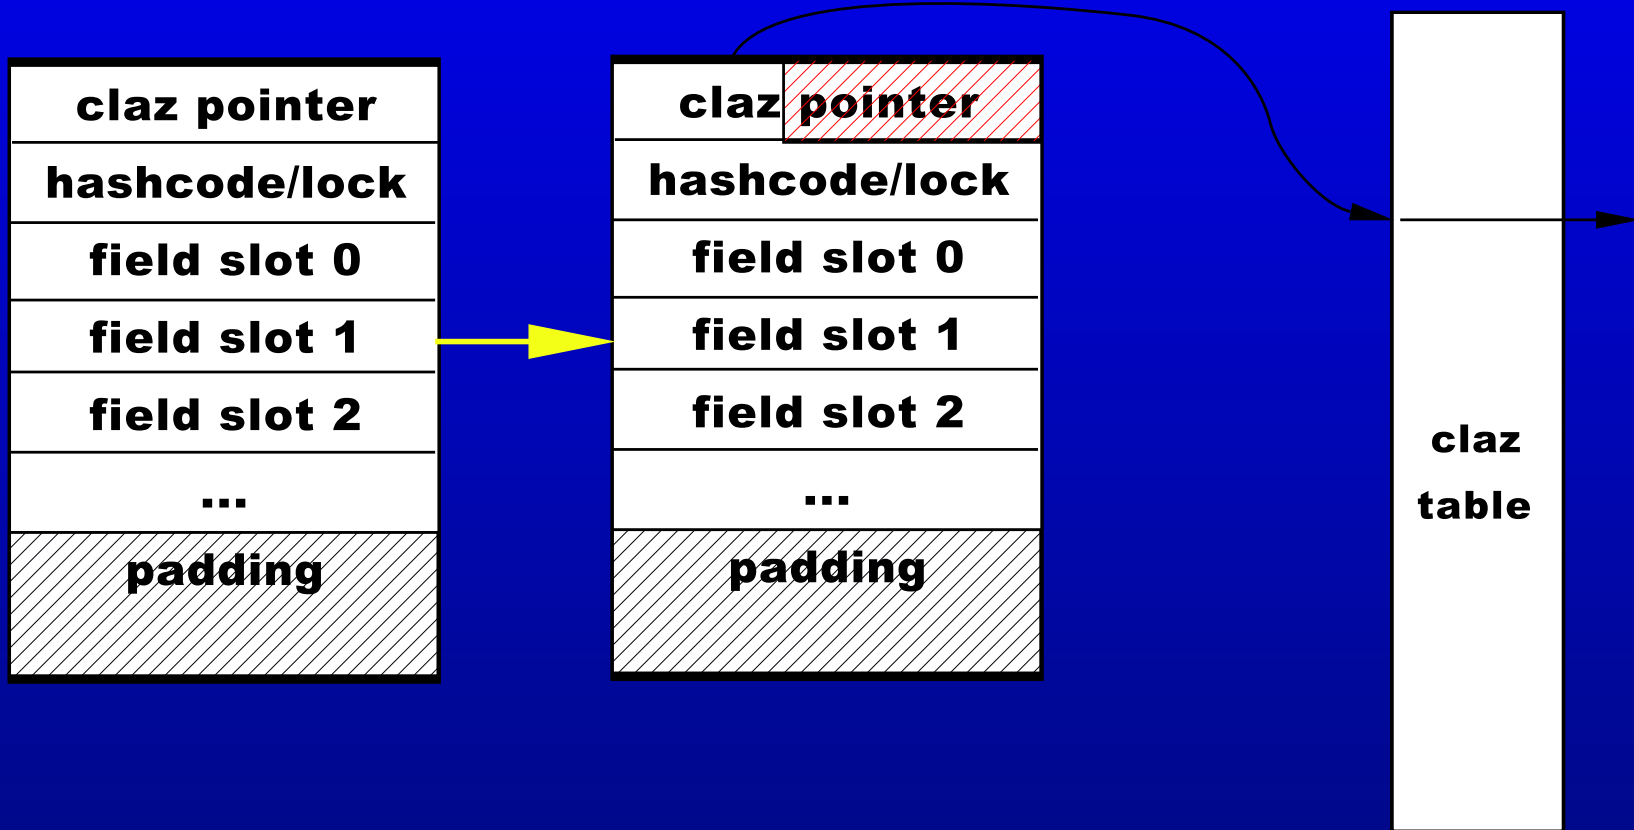 claz pointer
hashcode/lock
field slot 0
field slot 1
field slot 2
...
padding
claz pointer
hashcode/lock
field slot 0
field slot 1
field slot 2
...
padding
claz
table